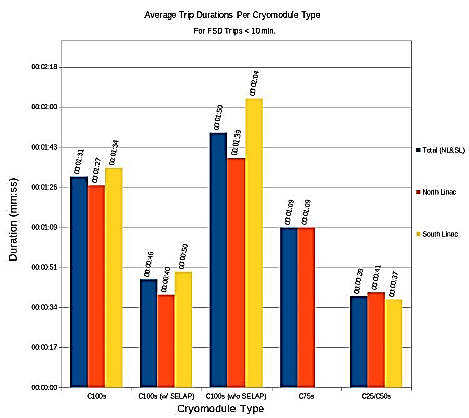 Average Trip Durations Per Cryomodule Type
For FSD Trips < 10 min.
Duration (mm:ss)
00:02:18
00:02:00
00:01:43
00:01:26
00:01:09
00:00:51
00:00:34
00:00:17
00:00:00
00:01:31
00:01:27
00:01:34
00:00:46
00:00:40
00:00:50
00:01:50
00:01:39
00:02:04
00:01:09
00:01:09
00:00:39
00:00:41
00:00:37
C100s
C100s (w/ SELAP)
C100s (w/o SELAP)
C75s
C25/C50s
Cryomodule Type
Total (NL&SL)
North Linac
South Linac